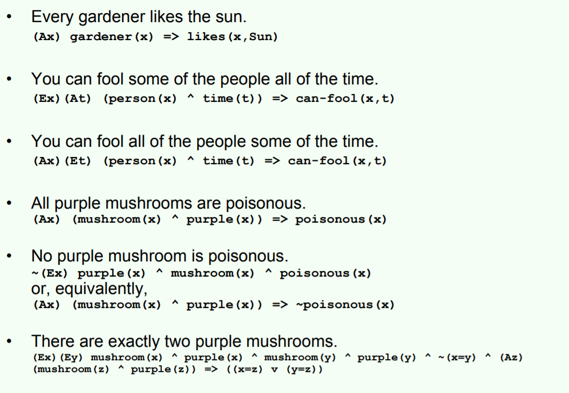 • Every gardener likes the sun.
(Ax) gardener(x) => likes(x,Sun)
• You can fool some of the people all of the time.
(Ex)(At) (person(x) ^ time(t)) => can-fool(x,t)
• You can fool all of the people some of the time.
(Ax)(Et) (person(x) ^ time(t) => can-fool(x,t)
• All purple mushrooms are poisonous.
(Ax) (mushroom(x) ^ purple(x)) => poisonous(x)
• No purple mushroom is poisonous.
~(Ex) purple(x) ^ mushroom(x) ^ poisonous(x)
or, equivalently,
(Ax) (mushroom(x) ^ purple(x)) => ~poisonous(x)
• There are exactly two purple mushrooms.
(Ex)(Ey) mushroom(x) ^ purple(x) ^ mushroom(y) ^ purple(y) ^ ~(x=y) ^ (Az)
(mushroom(z) ^ purple(z)) => ((x=z) v (y=z))